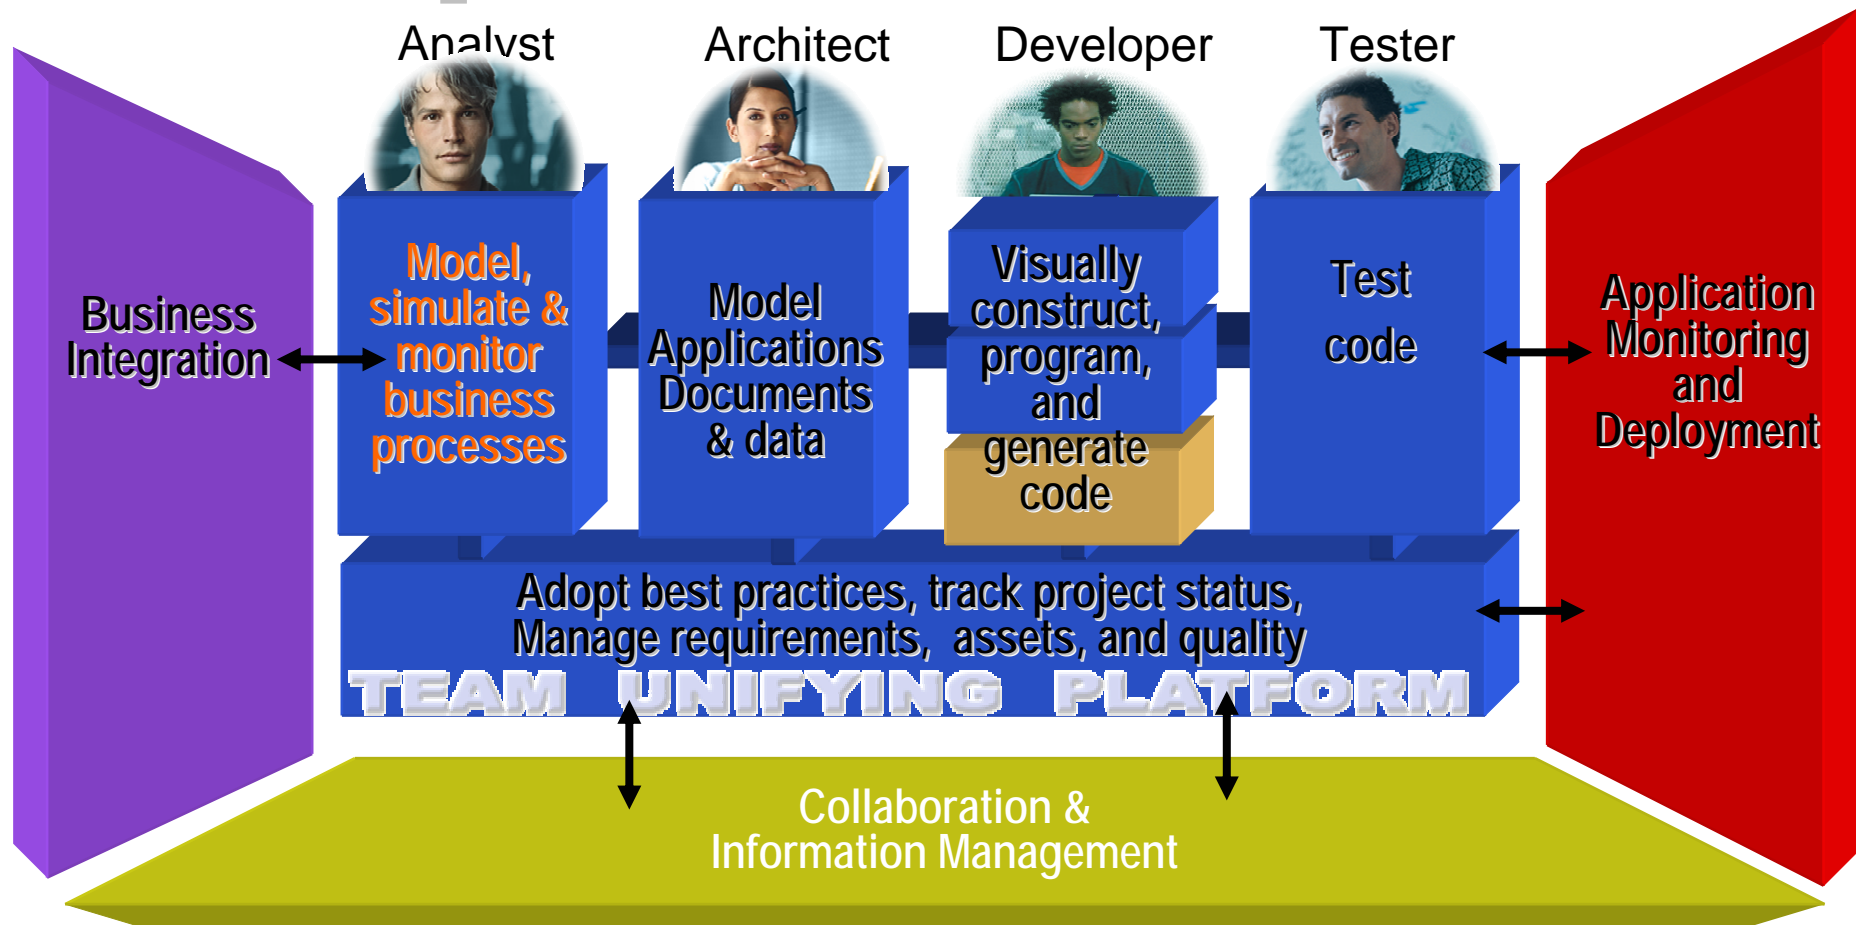 Analyst
Architect
Developer
Tester
Business
Integration
Model,
simulate &
monitor
business
processes
Model
Applications
Documents
& data
Visually
construct,
program,
and
generate
code
Test
code
Application
Monitoring
and
Deployment
Adopt best practices, track project status,
Manage requirements, assets, and quality
TEAM UNIFYING PLATFORM
Collaboration &
Information Management